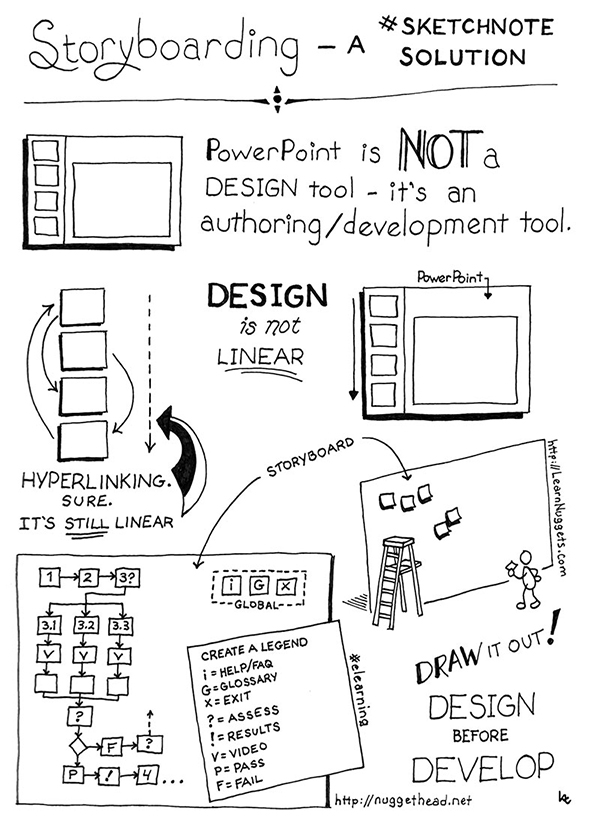 Storyboarding - A #SKETCHNOTE
SOLUTION
PowerPoint is NOT a
DESIGN tool - it's an
authoring/development tool.
DESIGN
is not
LINEAR
PowerPoint
HYPERLINKING.
SURE.
IT'S STILL LINEAR
STORYBOARD
http://LearnNuggets.com
1 2 3?
i G X
GLOBAL
3.1 3.2 3.3
V V V
?
F ?
P ! 4 ...
CREATE A LEGEND
i = HELP/FAQ
G = GLOSSARY
X = EXIT
? = ASSESS
! = RESULTS
V = VIDEO
P = PASS
F = FAIL
#elearning
DRAW IT OUT!
DESIGN
BEFORE
DEVELOP
http://nuggethead.net